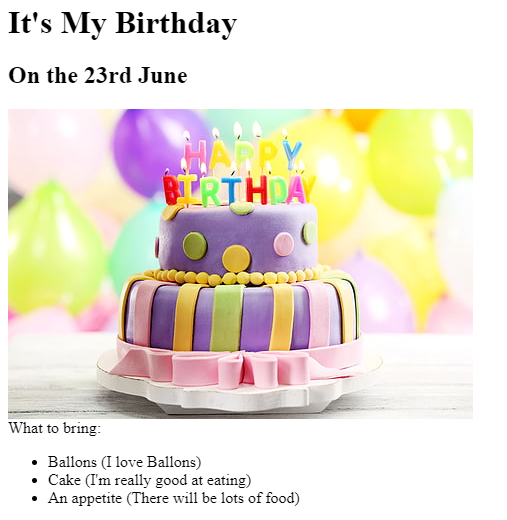 It's My Birthday
On the 23rd June
HAPPY
BIRTHDAY
What to bring:
Ballons (I love Ballons)
Cake (I'm really good at eating)
An appetite (There will be lots of food)